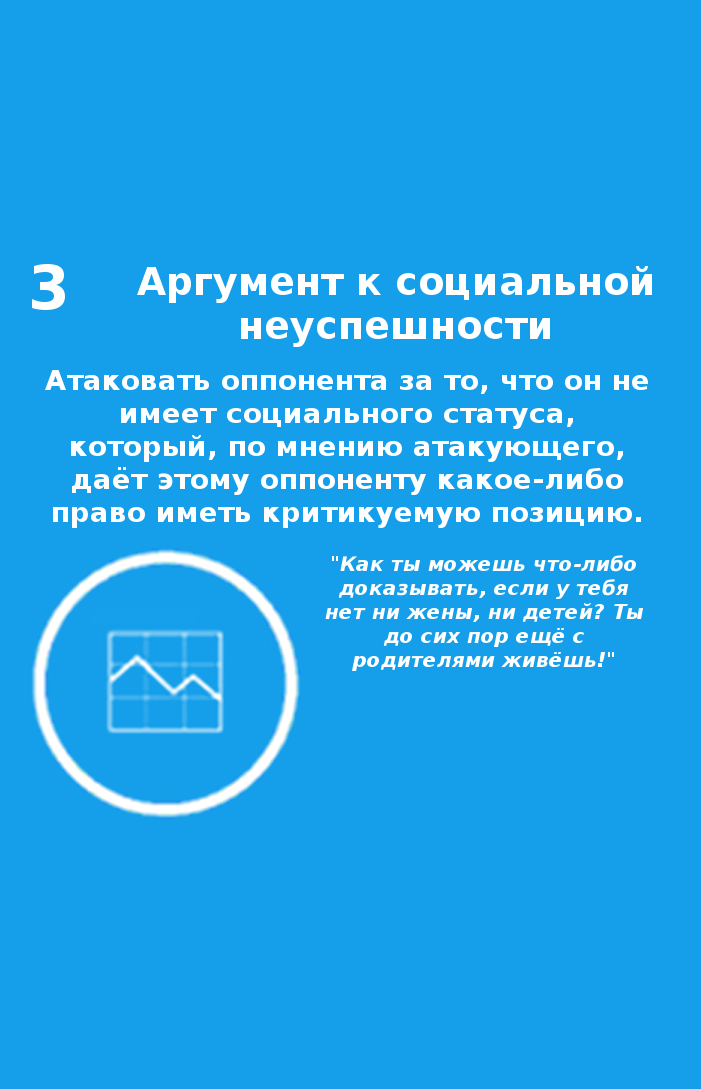 3
Аргумент к социальной
неуспешности
Атаковать оппонента за то, что он не
имеет социального статуса,
который, по мнению атакующего,
даёт этому оппоненту какое-либо
право иметь критикуемую позицию.
"Как ты можешь что-либо
доказывать, если у тебя
нет ни жены, ни детей? Ты
до сих пор ещё с
родителями живёшь!"